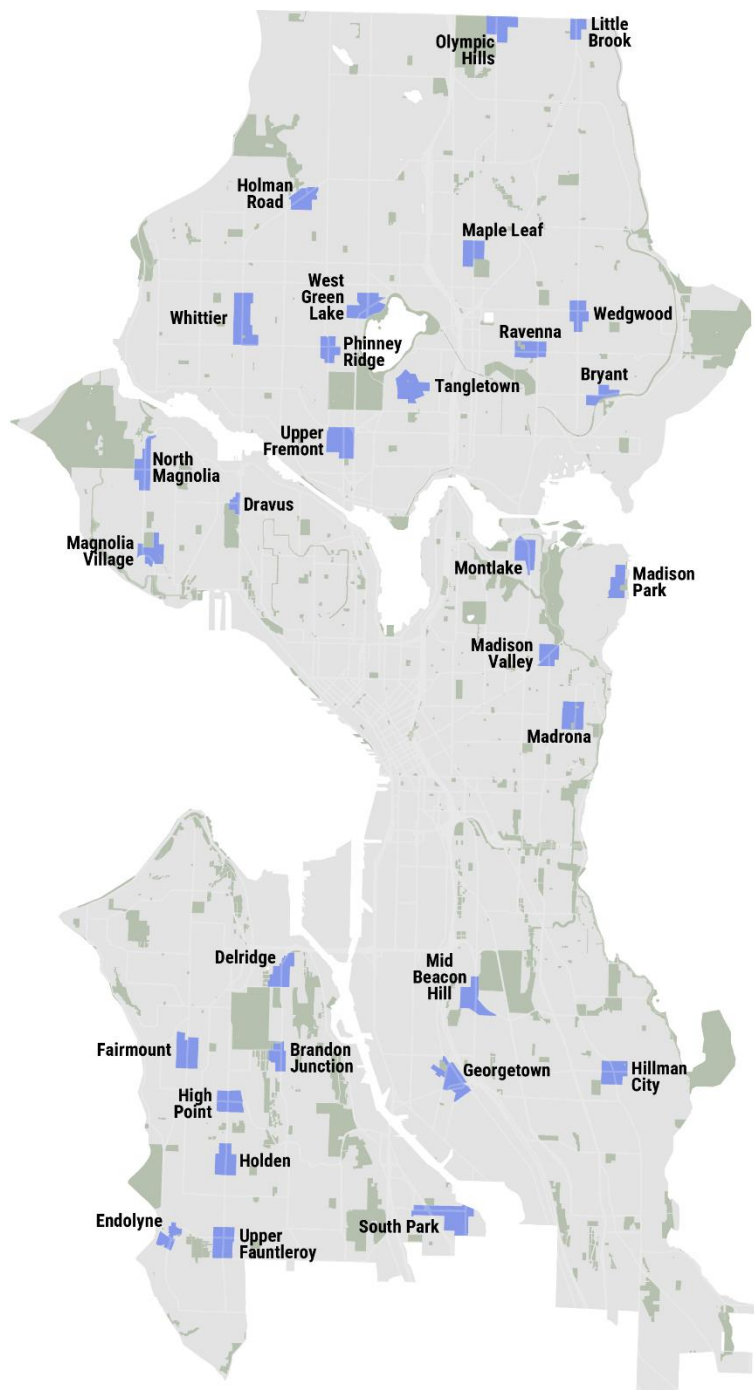 Olympic
Hills
Little
Brook
Holman
Road
Maple Leaf
West
Green
Lake
Whittier
Wedgwood
Ravenna
Phinney
Ridge
Tangletown
Bryant
Upper
Fremont
North
Magnolia
Dravus
Magnolia
Village
Montlake
Madison
Park
Madison
Valley
Madrona
Delridge
Mid
Beacon
Hill
Fairmount
Brandon
Junction
Georgetown
Hillman
City
High
Point
Holden
Endolyne
Upper
Fauntleroy
South Park